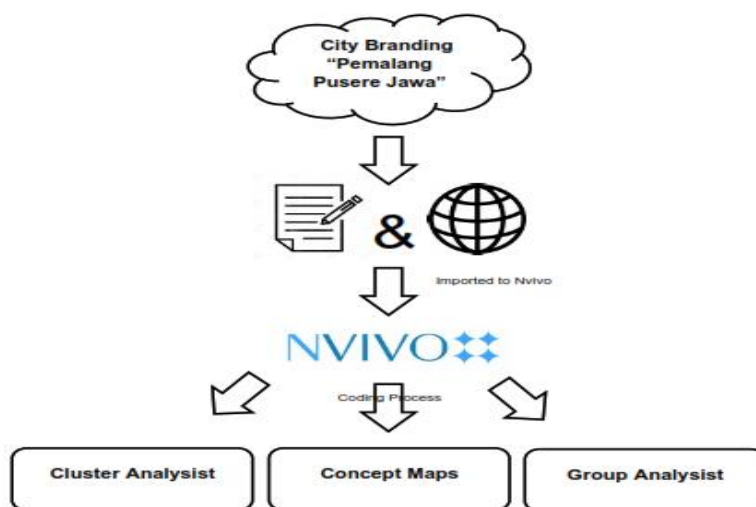 City Branding
“Pemalang
Pusere Jawa”
&
Imported to Nvivo
NVIVO
Coding Process
Cluster Analysist
Concept Maps
Group Analysist